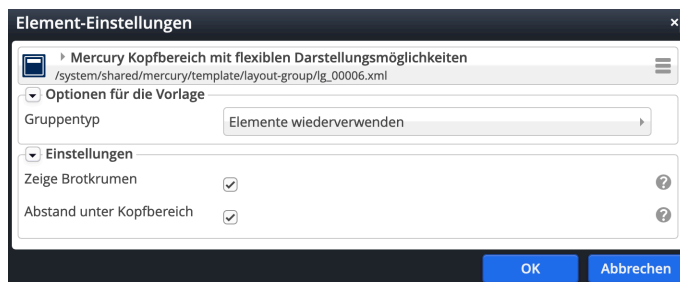 Element-Einstellungen
Mercury Kopfbereich mit flexiblen Darstellungsmöglichkeiten
/system/shared/mercury/template/layout-group/lg_00006.xml
Optionen für die Vorlage
Gruppentyp Elemente wiederverwenden
Einstellungen
Zeige Brotkrumen
Abstand unter Kopfbereich
OK Abbrechen